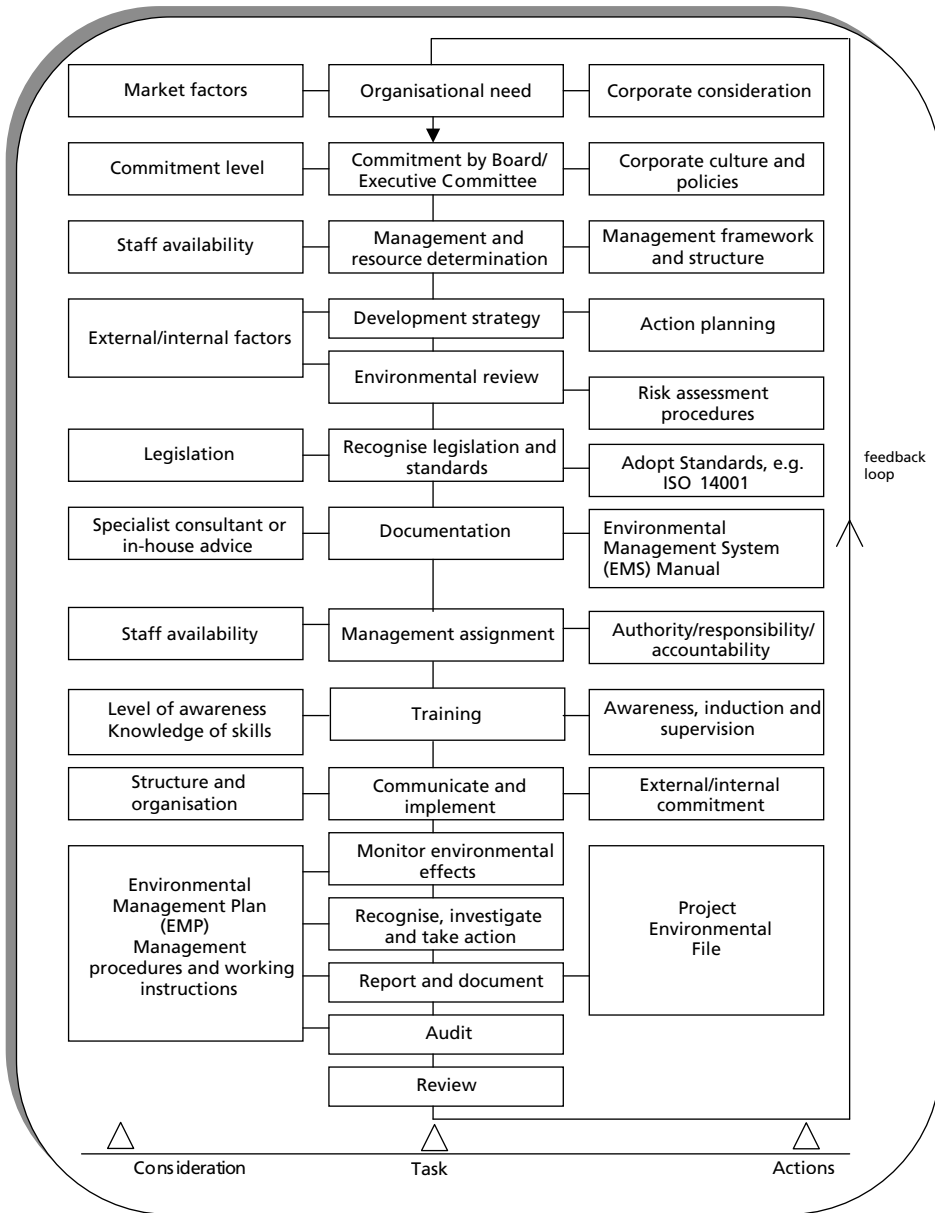 Market factors
Organisational need
Corporate consideration
Commitment level
Commitment by Board/
Executive Committee
Corporate culture and
policies
Staff availability
Management and
resource determination
Management framework
and structure
External/internal factors
Development strategy
Action planning
Environmental review
Risk assessment
procedures
Legislation
Recognise legislation and
standards
Adopt Standards, e.g.
ISO 14001
feedback
loop
Specialist consultant or
in-house advice
Documentation
Environmental
Management System
(EMS) Manual
Staff availability
Management assignment
Authority/responsibility/
accountability
Level of awareness
Knowledge of skills
Training
Awareness, induction and
supervision
Structure and
organisation
Communicate and
implement
External/internal
commitment
Environmental
Management Plan
(EMP)
Management
procedures and working
instructions
Monitor environmental
effects
Recognise, investigate
and take action
Report and document
Audit
Project
Environmental
File
Review
Consideration
Task
Actions